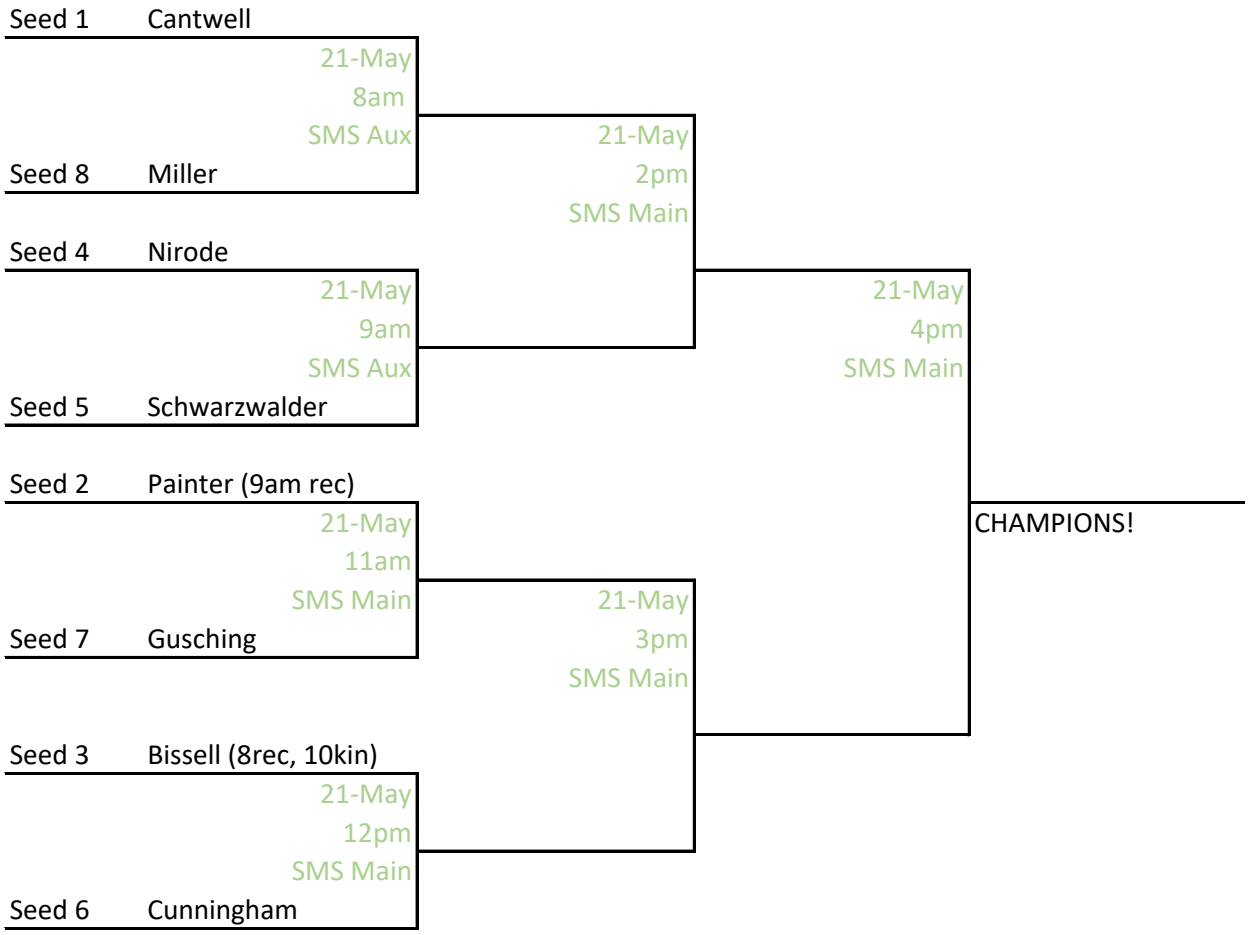 Seed 1 Cantwell
21-May
8am
SMS Aux
21-May
Seed 8 Miller
2pm
SMS Main
Seed 4 Nirode
21-May
21-May
9am
4pm
SMS Aux
SMS Main
Seed 5 Schwarzwalder
Seed 2 Painter (9am rec)
21-May
CHAMPIONS!
11am
SMS Main
21-May
Seed 7 Gusching
3pm
SMS Main
Seed 3 Bissell (8rec, 10kin)
21-May
12pm
SMS Main
Seed 6 Cunningham